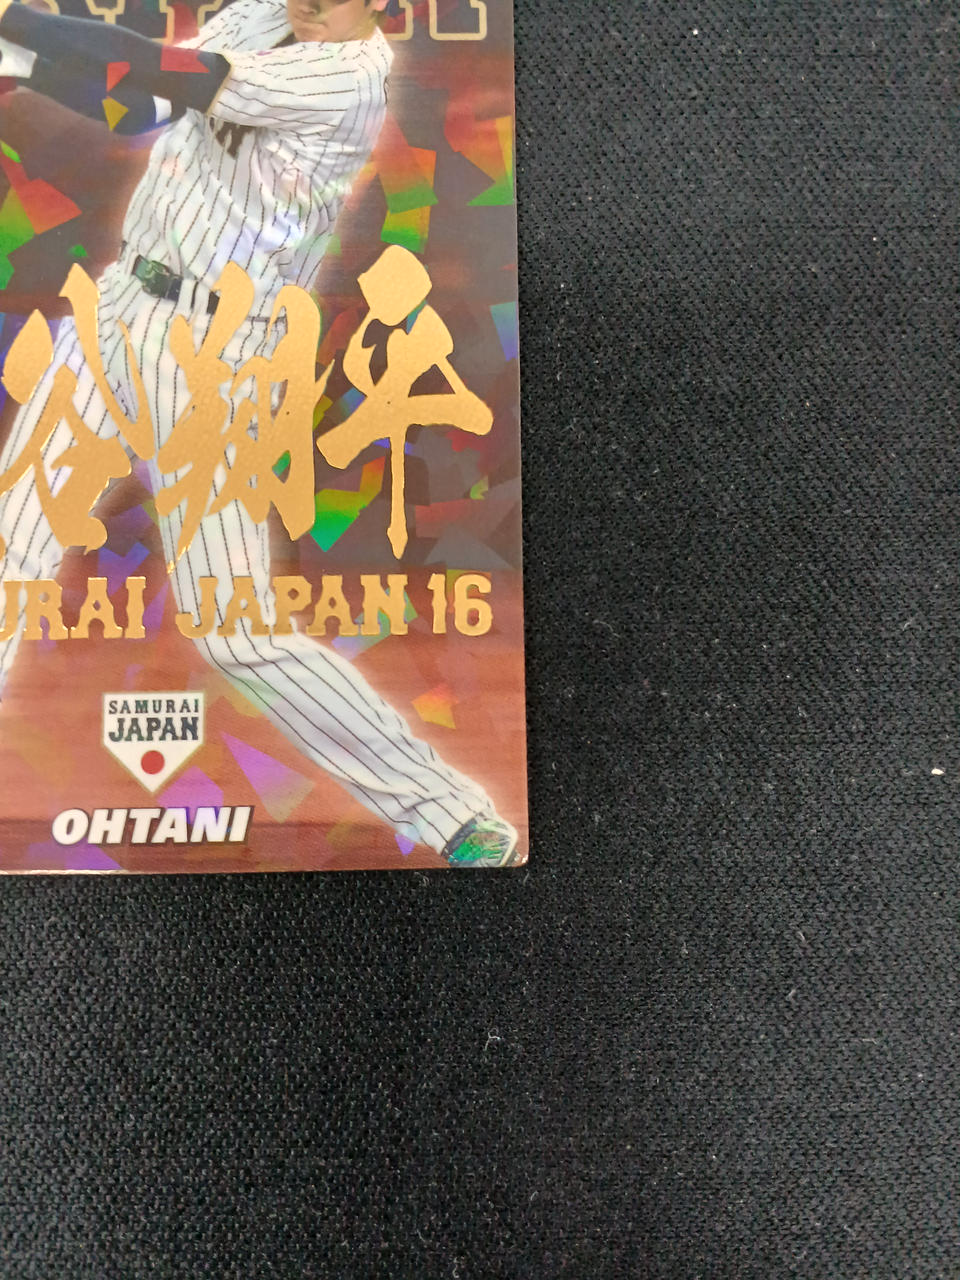 谷翔平
URAI JAPAN 16
SAMURAI
JAPAN
OHTANI